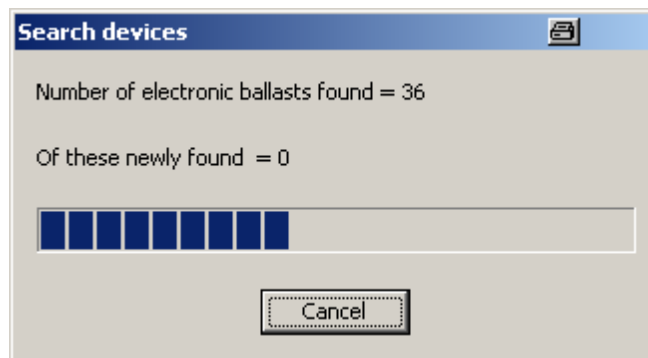 Search devices
Number of electronic ballasts found = 36
Of these newly found  = 0
Cancel